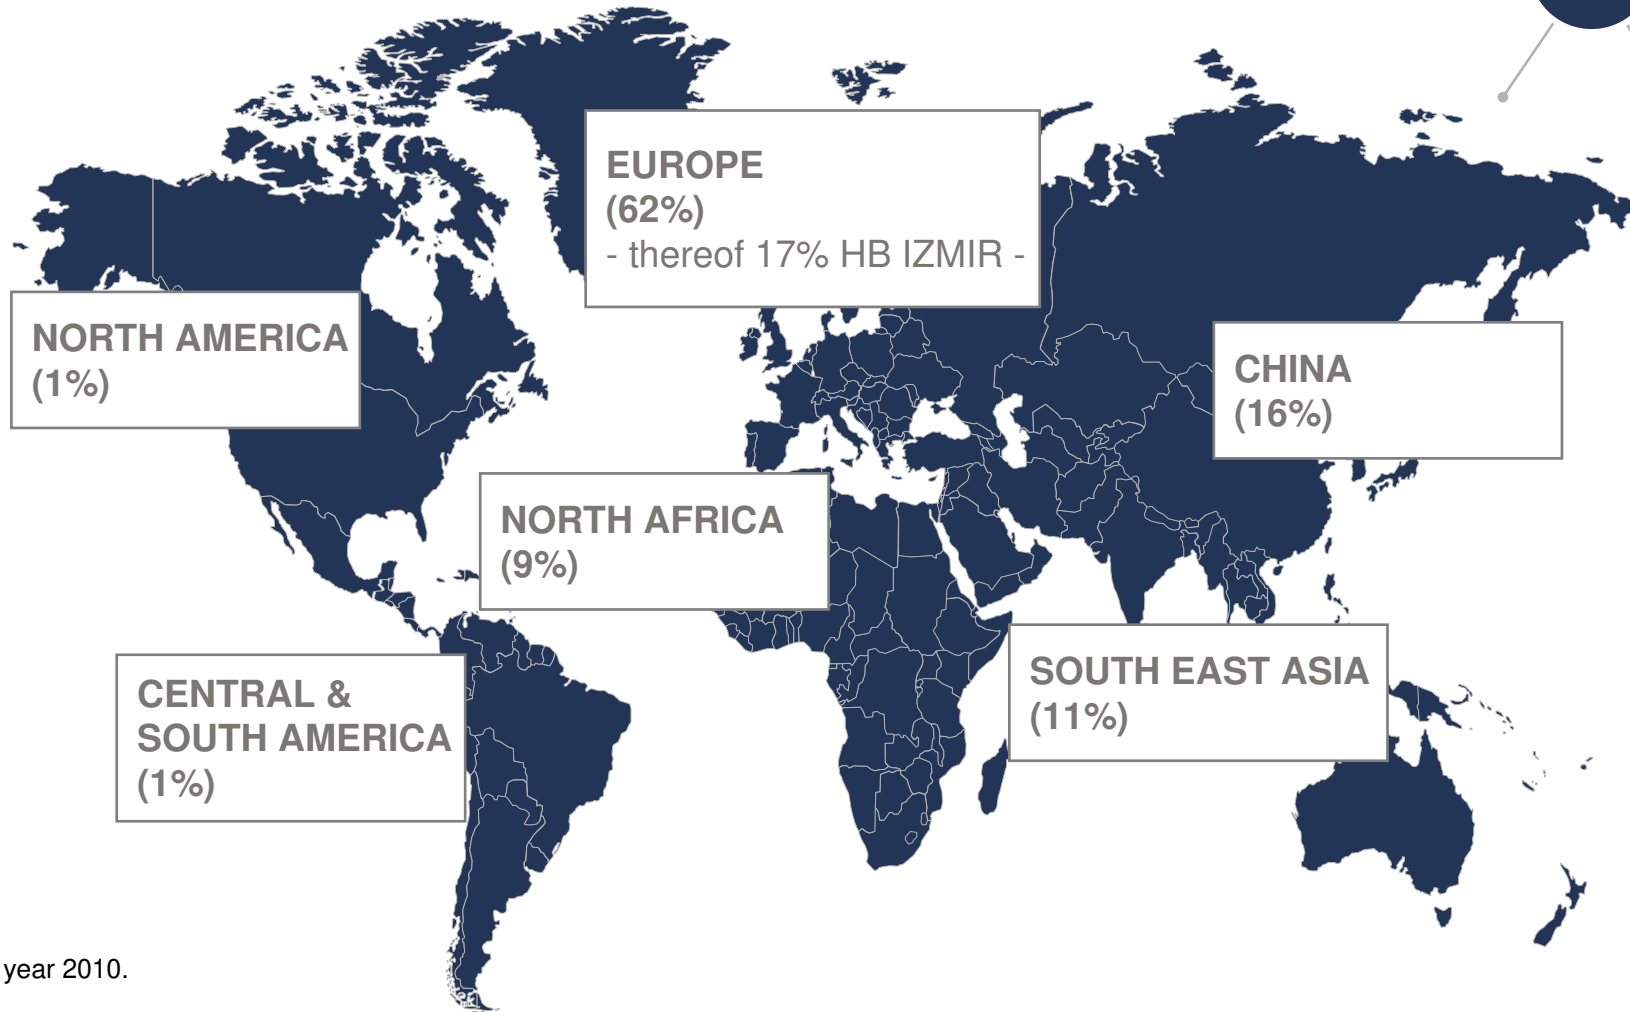 EUROPE
(62%)
- thereof 17% HB IZMIR -
NORTH AMERICA
(1%)
CHINA
(16%)
NORTH AFRICA
(9%)
SOUTH EAST ASIA
(11%)
CENTRAL &
SOUTH AMERICA
(1%)
year 2010.